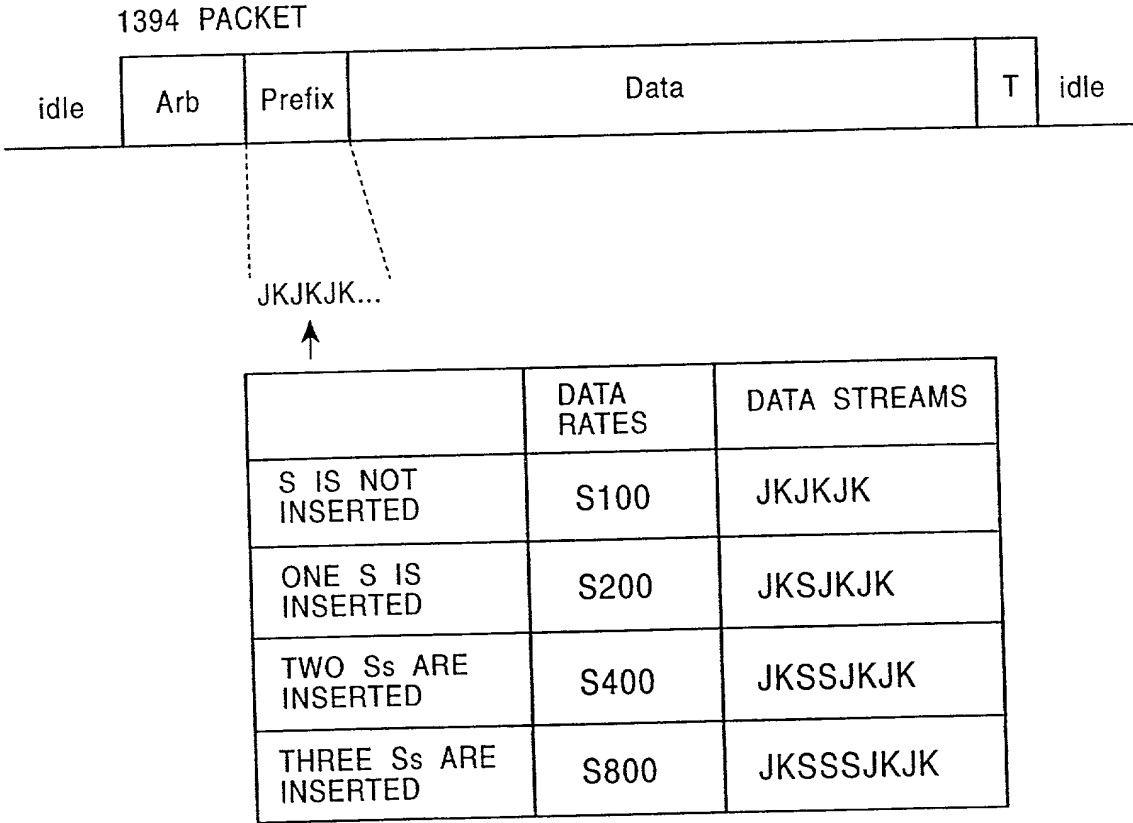 1394 PACKET
idle Arb Prefix Data T idle
JKJKJK...
DATA RATES DATA STREAMS
S IS NOT INSERTED S100 JKJKJK
ONE S IS INSERTED S200 JKSJKJK
TWO Ss ARE INSERTED S400 JKSSJKJK
THREE Ss ARE INSERTED S800 JKSSSJKJK